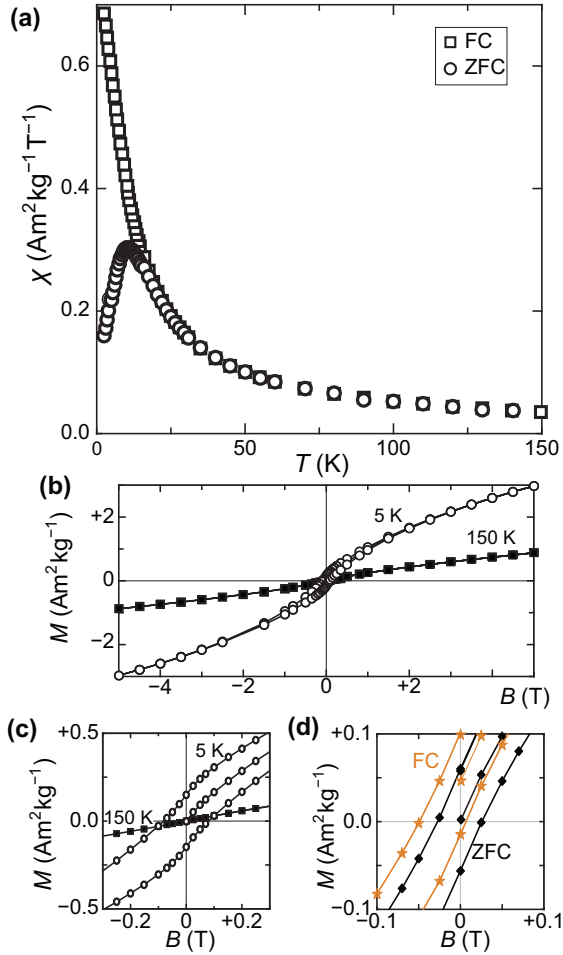 (a)
FC
ZFC
0.6
0.4
0.2
0.0
χ (Am²kg⁻¹T⁻¹)
0 25 50 75 100 125 150
T (K)
(b)
+2
0
−2
M (Am²kg⁻¹)
5 K
150 K
−4 −2 0 +2
B (T)
(c)
+0.5
0.0
−0.5
M (Am²kg⁻¹)
5 K
150 K
−0.2 0 +0.2
B (T)
(d)
+0.1
0.0
−0.1
M (Am²kg⁻¹)
FC
ZFC
−0.1 0 +0.1
B (T)